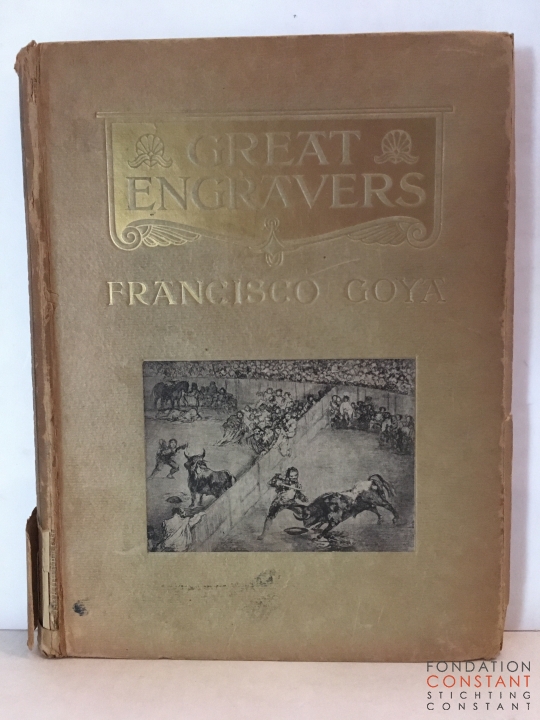 GREAT
ENGRAVERS
FRANCISCO GOYA
FONDATION
CONSTANT
STICHTING
CONSTANT